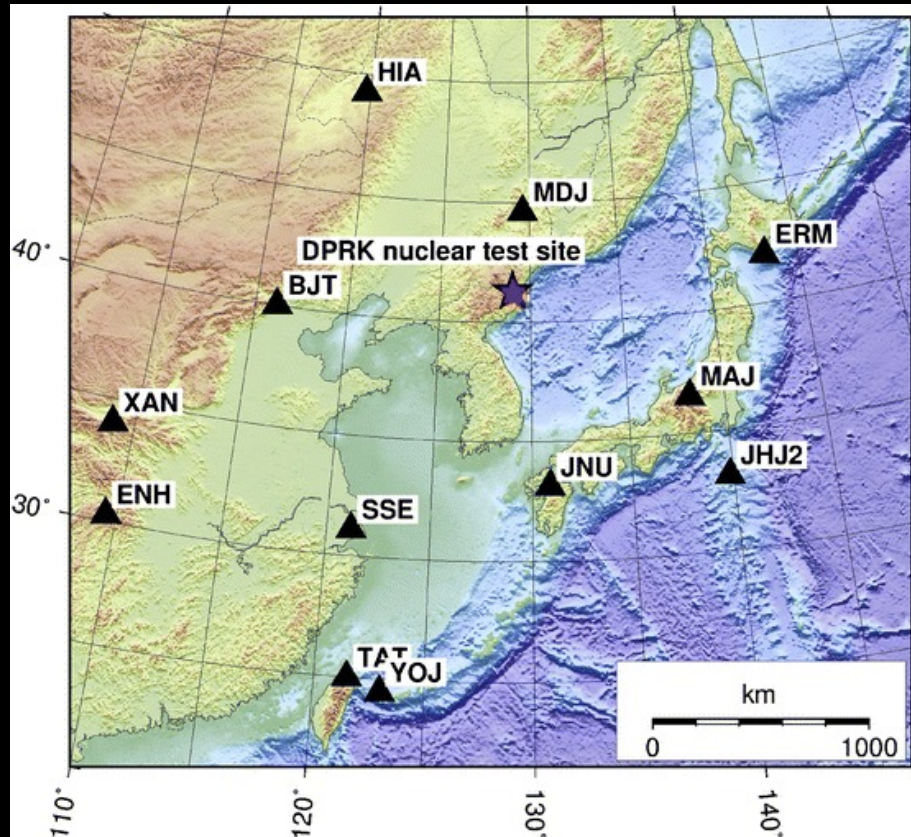 HIA
MDJ
ERM
DPRK nuclear test site
40°
BJT
MAJ
XAN
JHJ2
JNU
ENH
SSE
30°
TAT
YOJ
km
0 1000
110° 120° 130° 140°